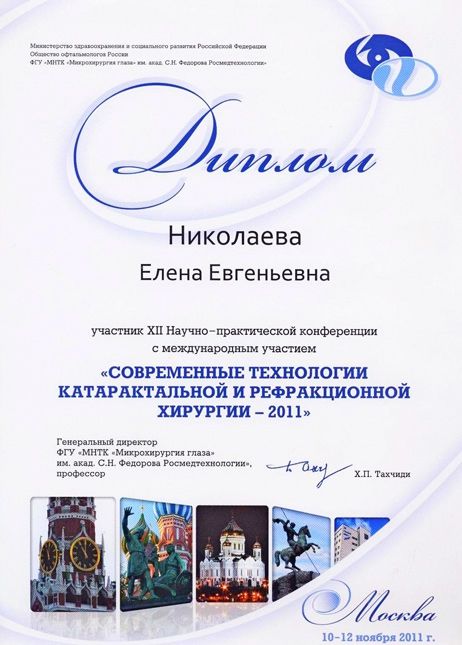 Министерство здравоохранения и социального развития Российской Федерации
Общество офтальмологов России
ФГУ «МНТК «Микрохирургия глаза» им. акад. С.Н. Федорова Росмедтехнологии»
Диплом
Николаева
Елена Евгеньевна
участник XII Научно-практической конференции
с международным участием
«СОВРЕМЕННЫЕ ТЕХНОЛОГИИ
КАТАРАКТАЛЬНОЙ И РЕФРАКЦИОННОЙ
ХИРУРГИИ – 2011»
Генеральный директор
ФГУ «МНТК «Микрохирургия глаза»
им. акад. С.Н. Федорова Росмедтехнологии»,
профессор
Х.П. Тахчиди
Москва
10-12 ноября 2011 г.